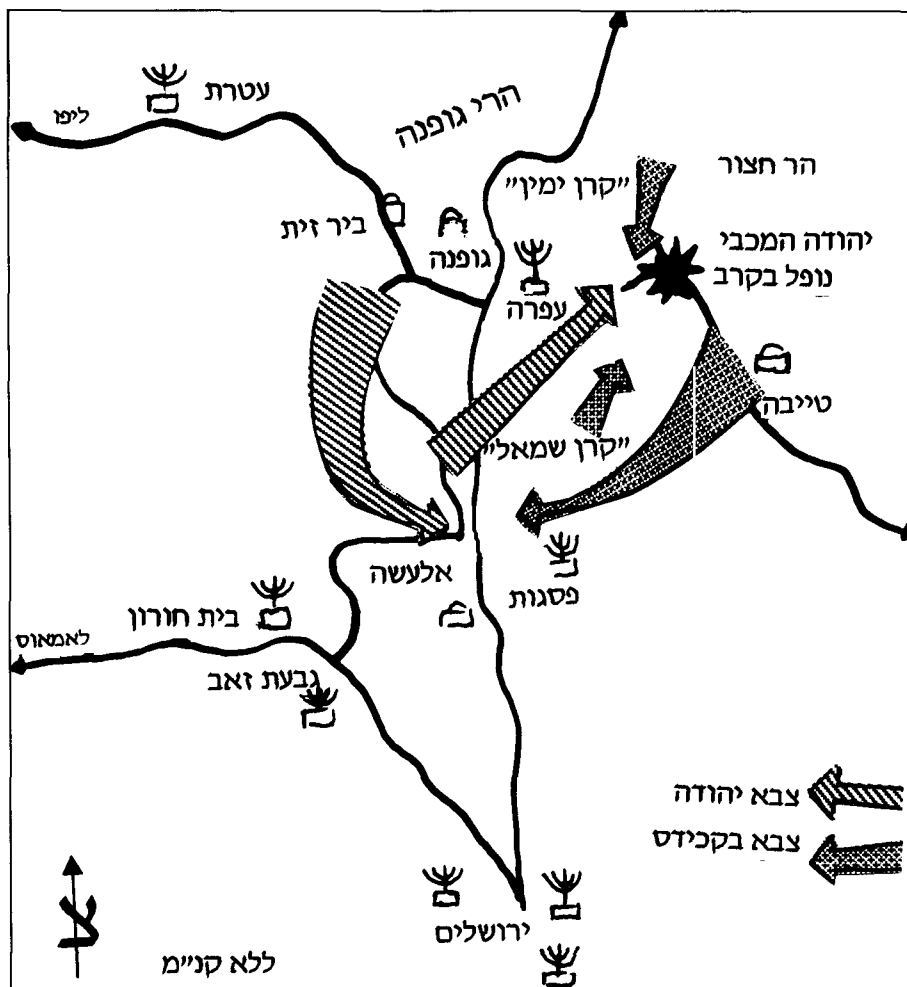 עטרת
ליפו
הרי גופנה
הר חצור
"קרן ימין"
ביר זית
יהודה המכבי
נופל בקרב
גופנה
עפרה
טייבה
"קרן שמאל"
אלעשה
פסגות
בית חורון
לאמאוס
גבעת זאב
צבא יהודה
צבא בקכידס
ירושלים
ללא קנ"מ
צ